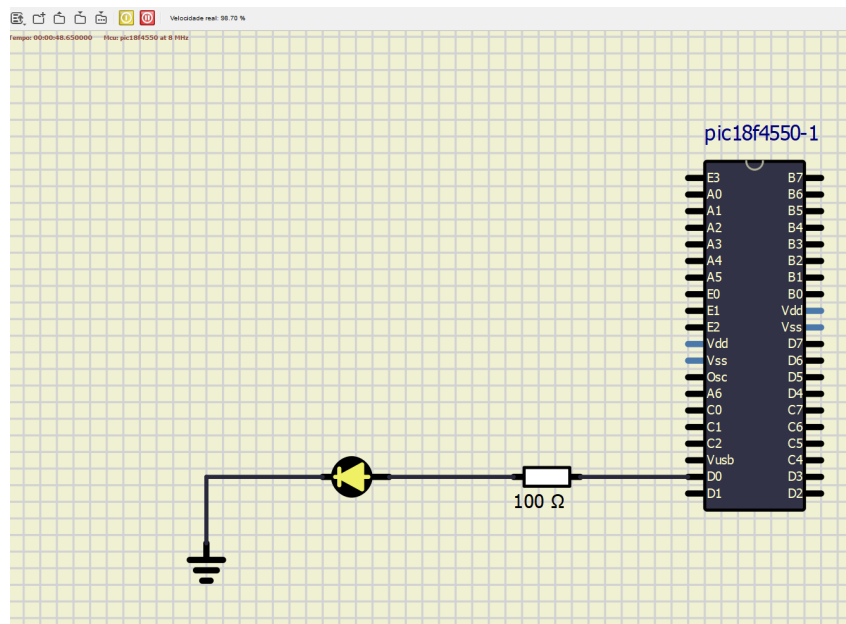 Velocidade real: 98.70 %
Tempo: 00:00:48.650000 Mcu: pic18f4550 at 8 MHz
pic18f4550-1
E3 B7
A0 B6
A1 B5
A2 B4
A3 B3
A4 B2
A5 B1
E0 B0
E1 Vdd
E2 Vss
Vdd D7
Vss D6
Osc D5
A6 D4
C0 C7
C1 C6
C2 C5
Vusb C4
D0 D3
D1 D2
100 Ω